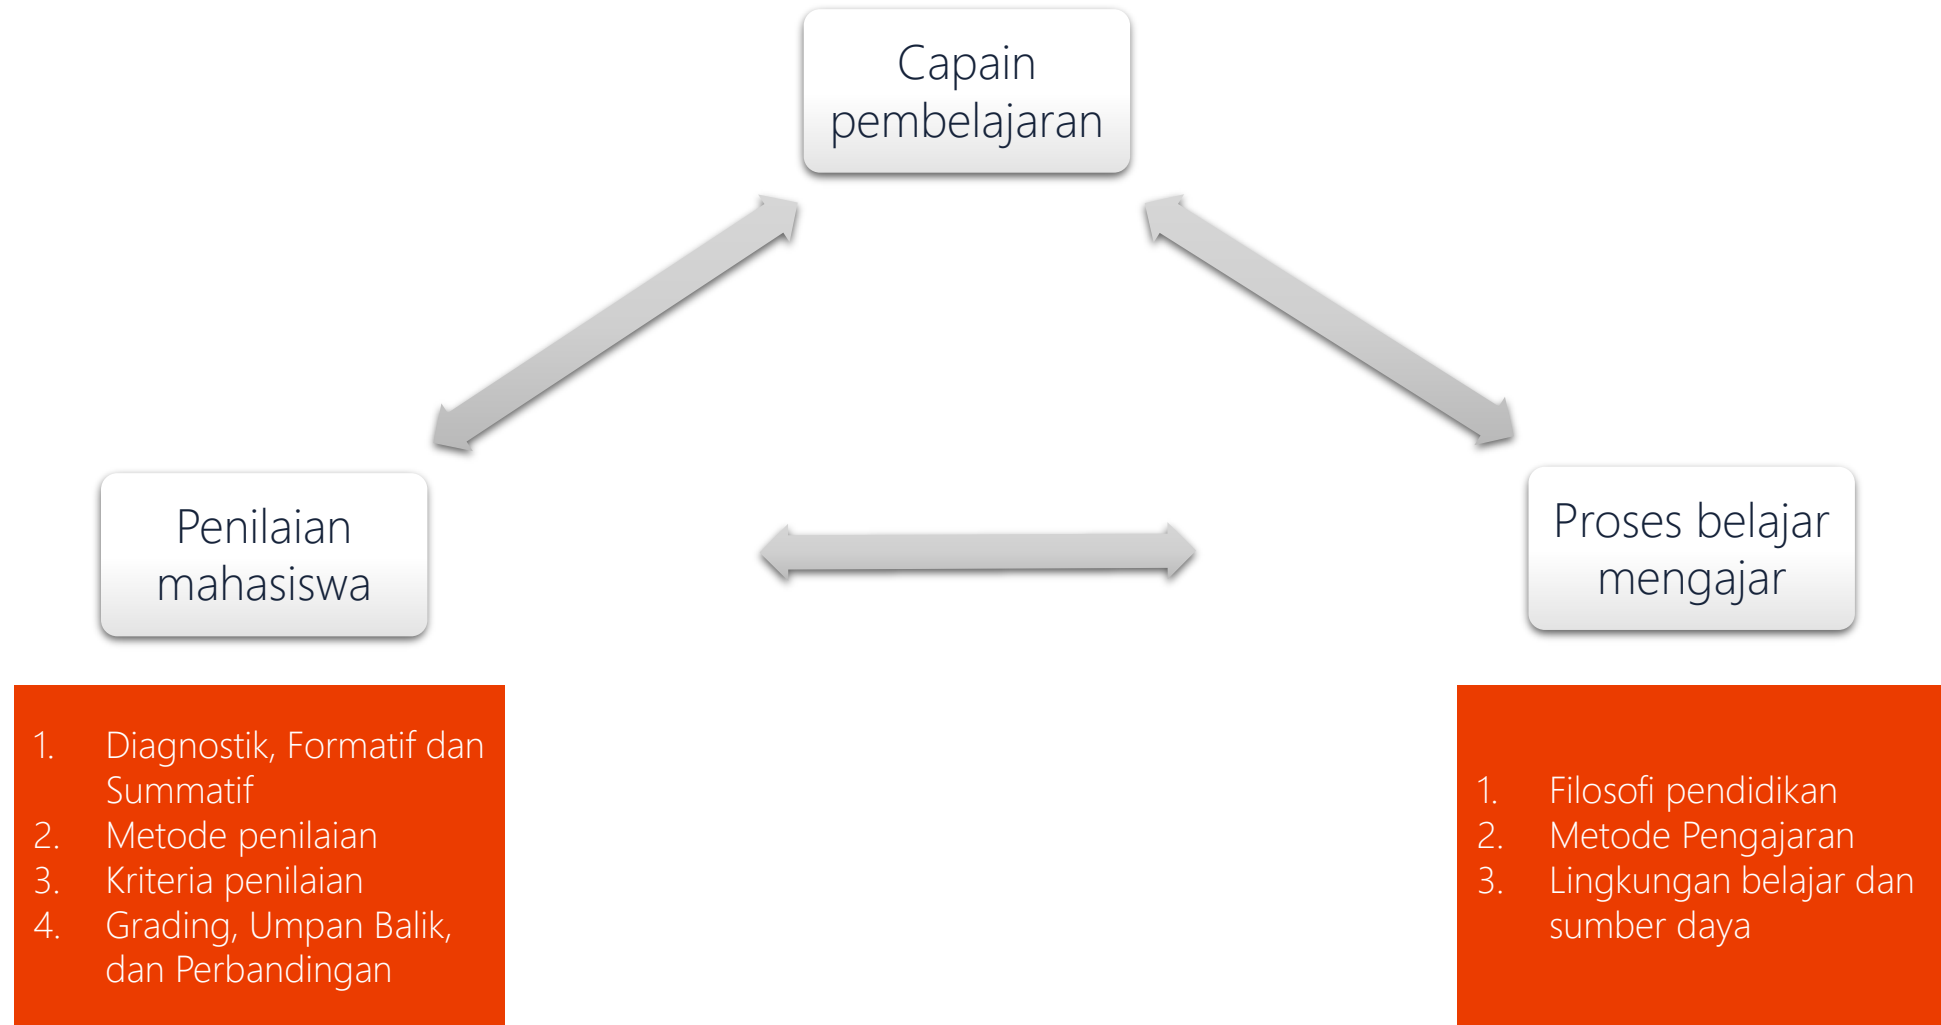 Capain
pembelajaran
Penilaian
mahasiswa
Proses belajar
mengajar
1. Diagnostik, Formatif dan
Summatif
2. Metode penilaian
3. Kriteria penilaian
4. Grading, Umpan Balik,
dan Perbandingan
1. Filosofi pendidikan
2. Metode Pengajaran
3. Lingkungan belajar dan
sumber daya